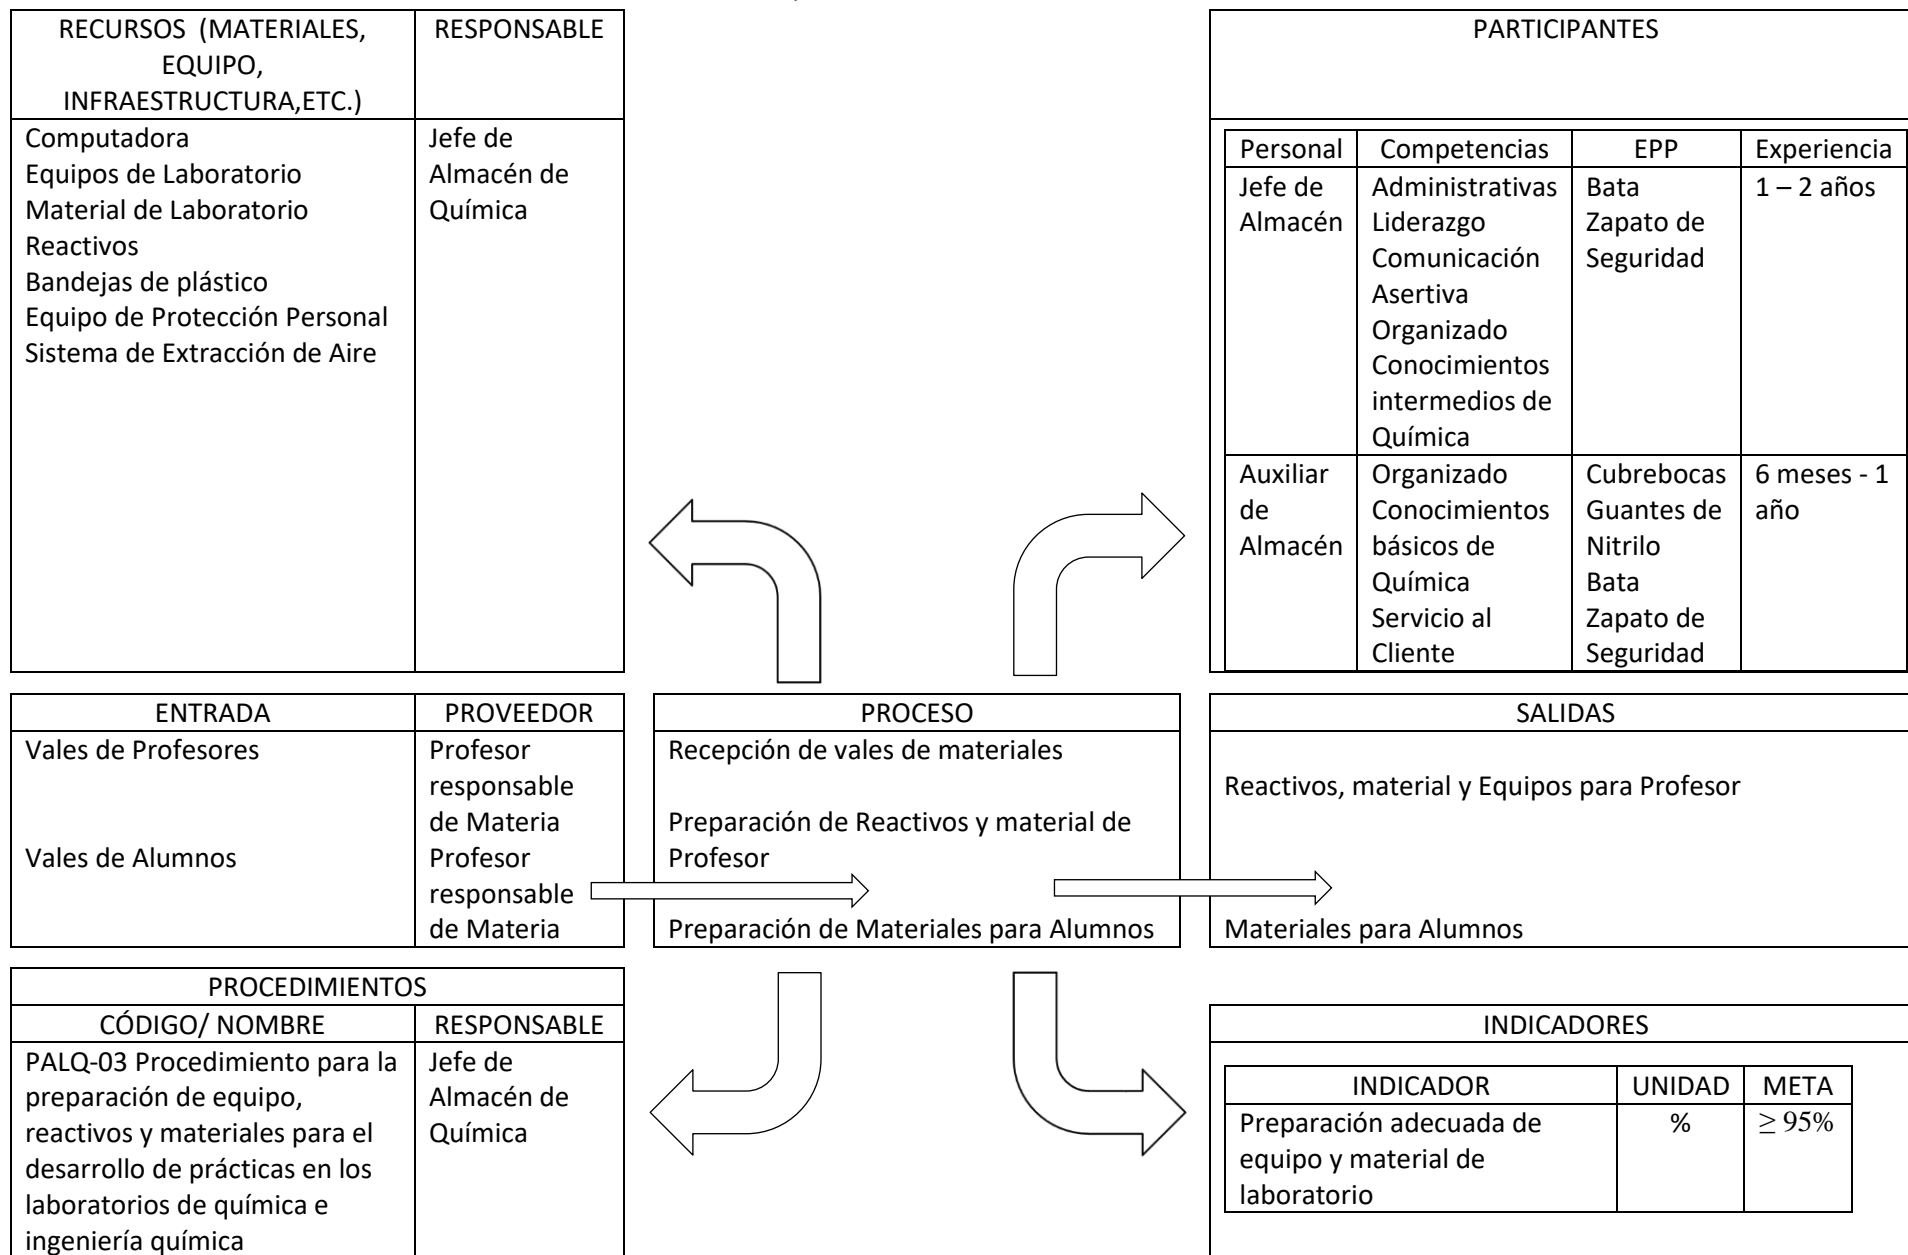 RECURSOS (MATERIALES,
EQUIPO,
INFRAESTRUCTURA,ETC.)
RESPONSABLE
Computadora
Equipos de Laboratorio
Material de Laboratorio
Reactivos
Bandejas de plástico
Equipo de Protección Personal
Sistema de Extracción de Aire
Jefe de
Almacén de
Química
PARTICIPANTES
Personal
Competencias
EPP
Experiencia
Jefe de
Almacén
Administrativas
Liderazgo
Comunicación
Asertiva
Organizado
Conocimientos
intermedios de
Química
Bata
Zapato de
Seguridad
1 – 2 años
Auxiliar
de
Almacén
Organizado
Conocimientos
básicos de
Química
Servicio al
Cliente
Cubrebocas
Guantes de
Nitrilo
Bata
Zapato de
Seguridad
6 meses - 1
año
ENTRADA
PROVEEDOR
Vales de Profesores
Profesor
responsable
de Materia
Vales de Alumnos
Profesor
responsable
de Materia
PROCESO
Recepción de vales de materiales
Preparación de Reactivos y material de
Profesor
Preparación de Materiales para Alumnos
SALIDAS
Reactivos, material y Equipos para Profesor
Materiales para Alumnos
PROCEDIMIENTOS
CÓDIGO/ NOMBRE
RESPONSABLE
PALQ-03 Procedimiento para la
preparación de equipo,
reactivos y materiales para el
desarrollo de prácticas en los
laboratorios de química e
ingeniería química
Jefe de
Almacén de
Química
INDICADORES
INDICADOR
UNIDAD
META
Preparación adecuada de
equipo y material de
laboratorio
%
≥ 95%